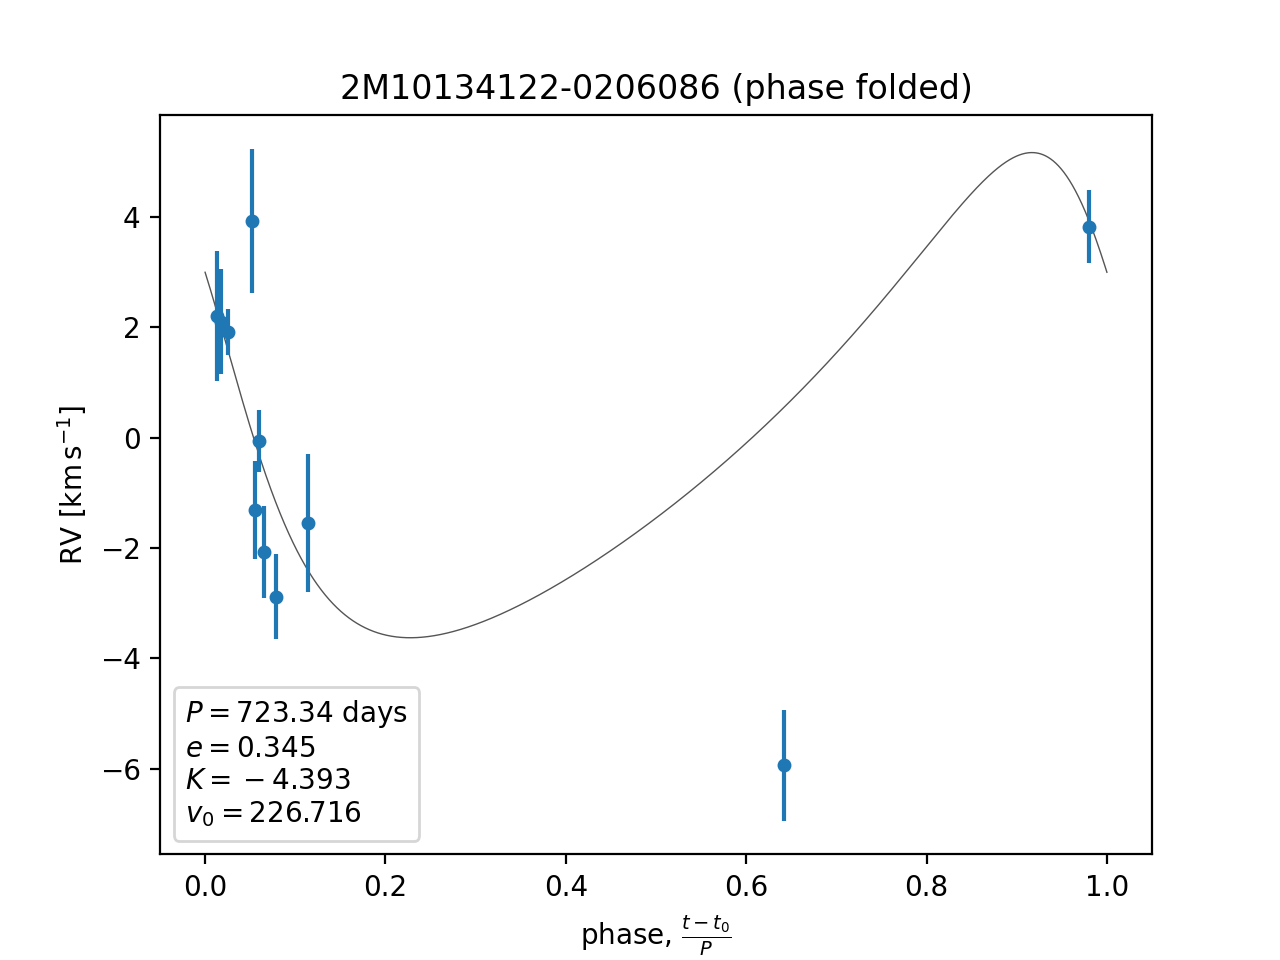 2M10134122-0206086 (phase folded)
RV [km s⁻¹]
4
2
0
−2
−4
−6
P = 723.34 days
e = 0.345
K = −4.393
v₀ = 226.716
0.0 0.2 0.4 0.6 0.8 1.0
phase, (t − t₀)/P